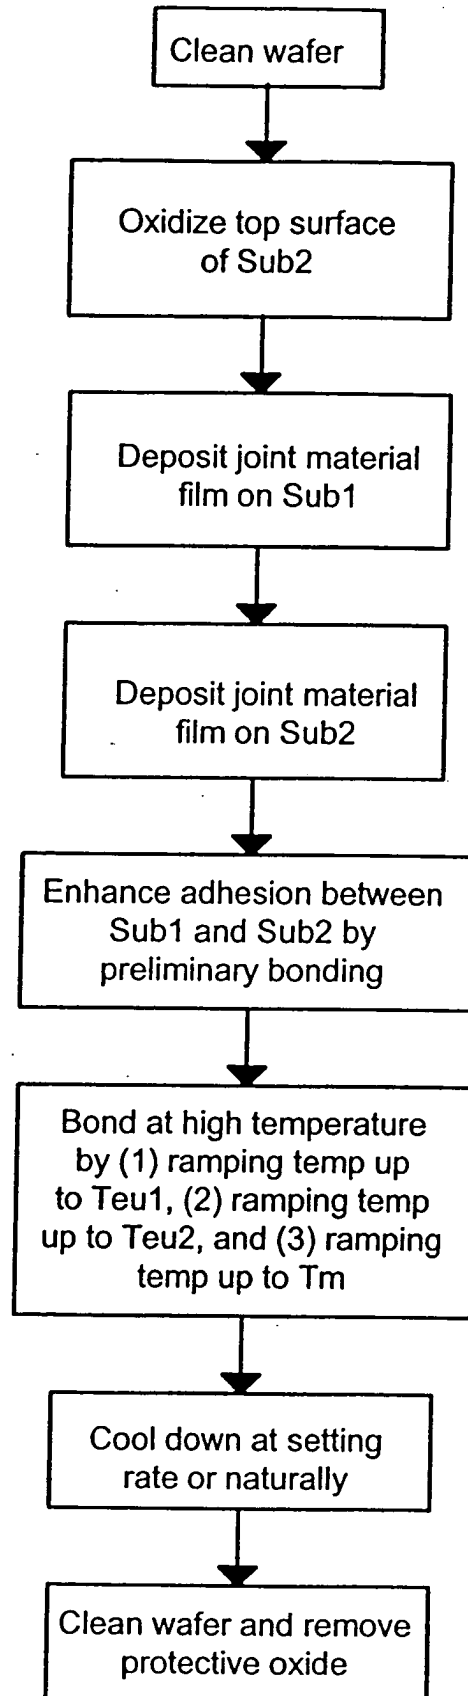 Clean wafer
Oxidize top surface
of Sub2
Deposit joint material
film on Sub1
Deposit joint material
film on Sub2
Enhance adhesion between
Sub1 and Sub2 by
preliminary bonding
Bond at high temperature
by (1) ramping temp up
to Teu1, (2) ramping temp
up to Teu2, and (3) ramping
temp up to Tm
Cool down at setting
rate or naturally
Clean wafer and remove
protective oxide